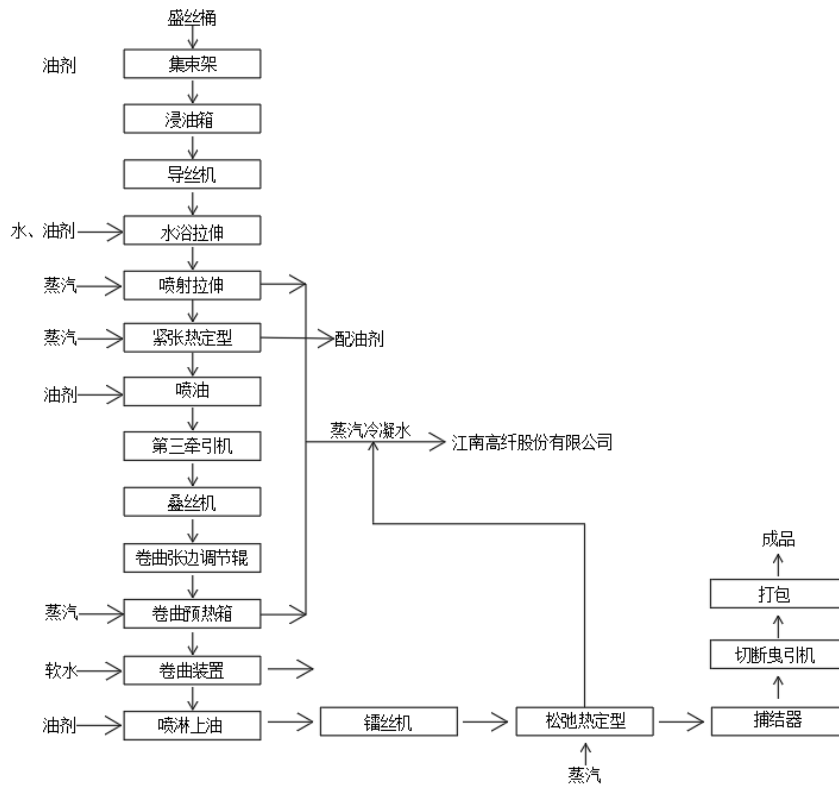 盛丝桶
油剂
集束架
浸油箱
导丝机
水、油剂
水浴拉伸
蒸汽
喷射拉伸
蒸汽
紧张热定型
配油剂
油剂
喷油
蒸汽冷凝水
江南高纤股份有限公司
第三牵引机
叠丝机
卷曲张边调节辊
成品
打包
蒸汽
卷曲预热箱
切断曳引机
软水
卷曲装置
油剂
喷淋上油
镭丝机
松弛热定型
捕结器
蒸汽